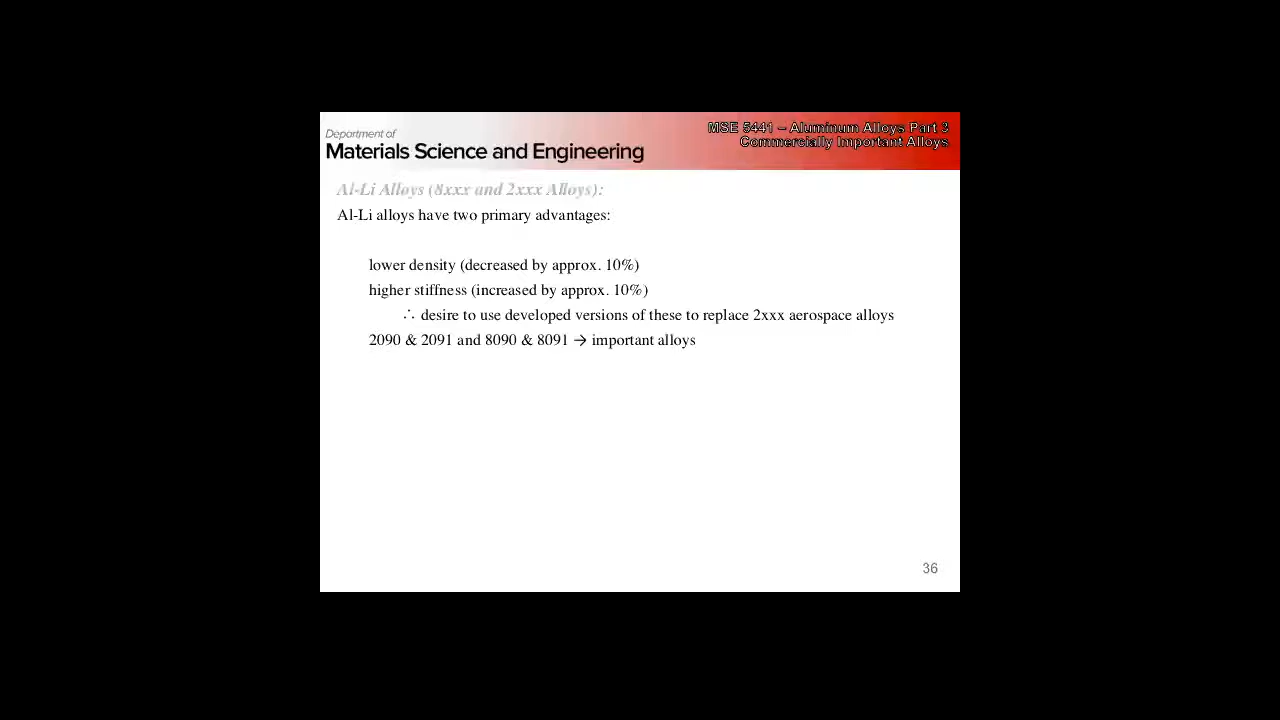 Department of
Materials Science and Engineering
MSE 5441 – Aluminum Alloys Part 3
Commercially Important Alloys
Al-Li Alloys (8xxx and 2xxx Alloys):
Al-Li alloys have two primary advantages:
lower density (decreased by approx. 10%)
higher stiffness (increased by approx. 10%)
∴ desire to use developed versions of these to replace 2xxx aerospace alloys
2090 & 2091 and 8090 & 8091 → important alloys
36